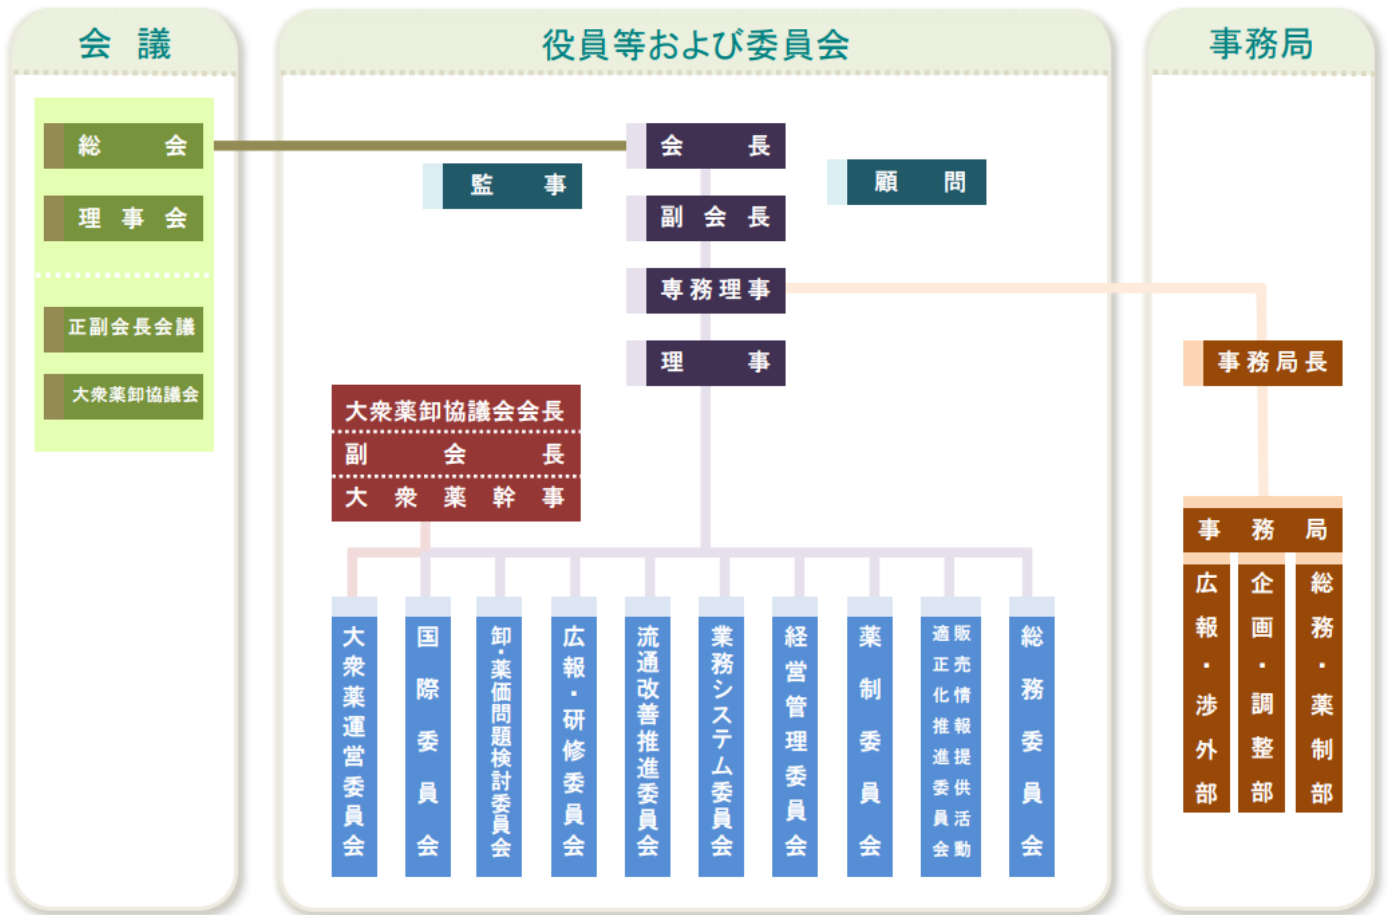 会議
総会
理事会
正副会長会議
大衆薬卸協議会
役員等および委員会
会長
監事
顧問
副会長
専務理事
理事
大衆薬卸協議会会長
副会長
大衆薬幹事
大衆薬運営委員会
国際委員会
卸・薬価問題検討委員会
広報・研修委員会
流通改善推進委員会
業務システム委員会
経営管理委員会
薬制委員会
販売情報提供活動
適正化推進委員会
総務委員会
事務局
事務局長
事務局
広報・渉外部
企画・調整部
総務・薬制部